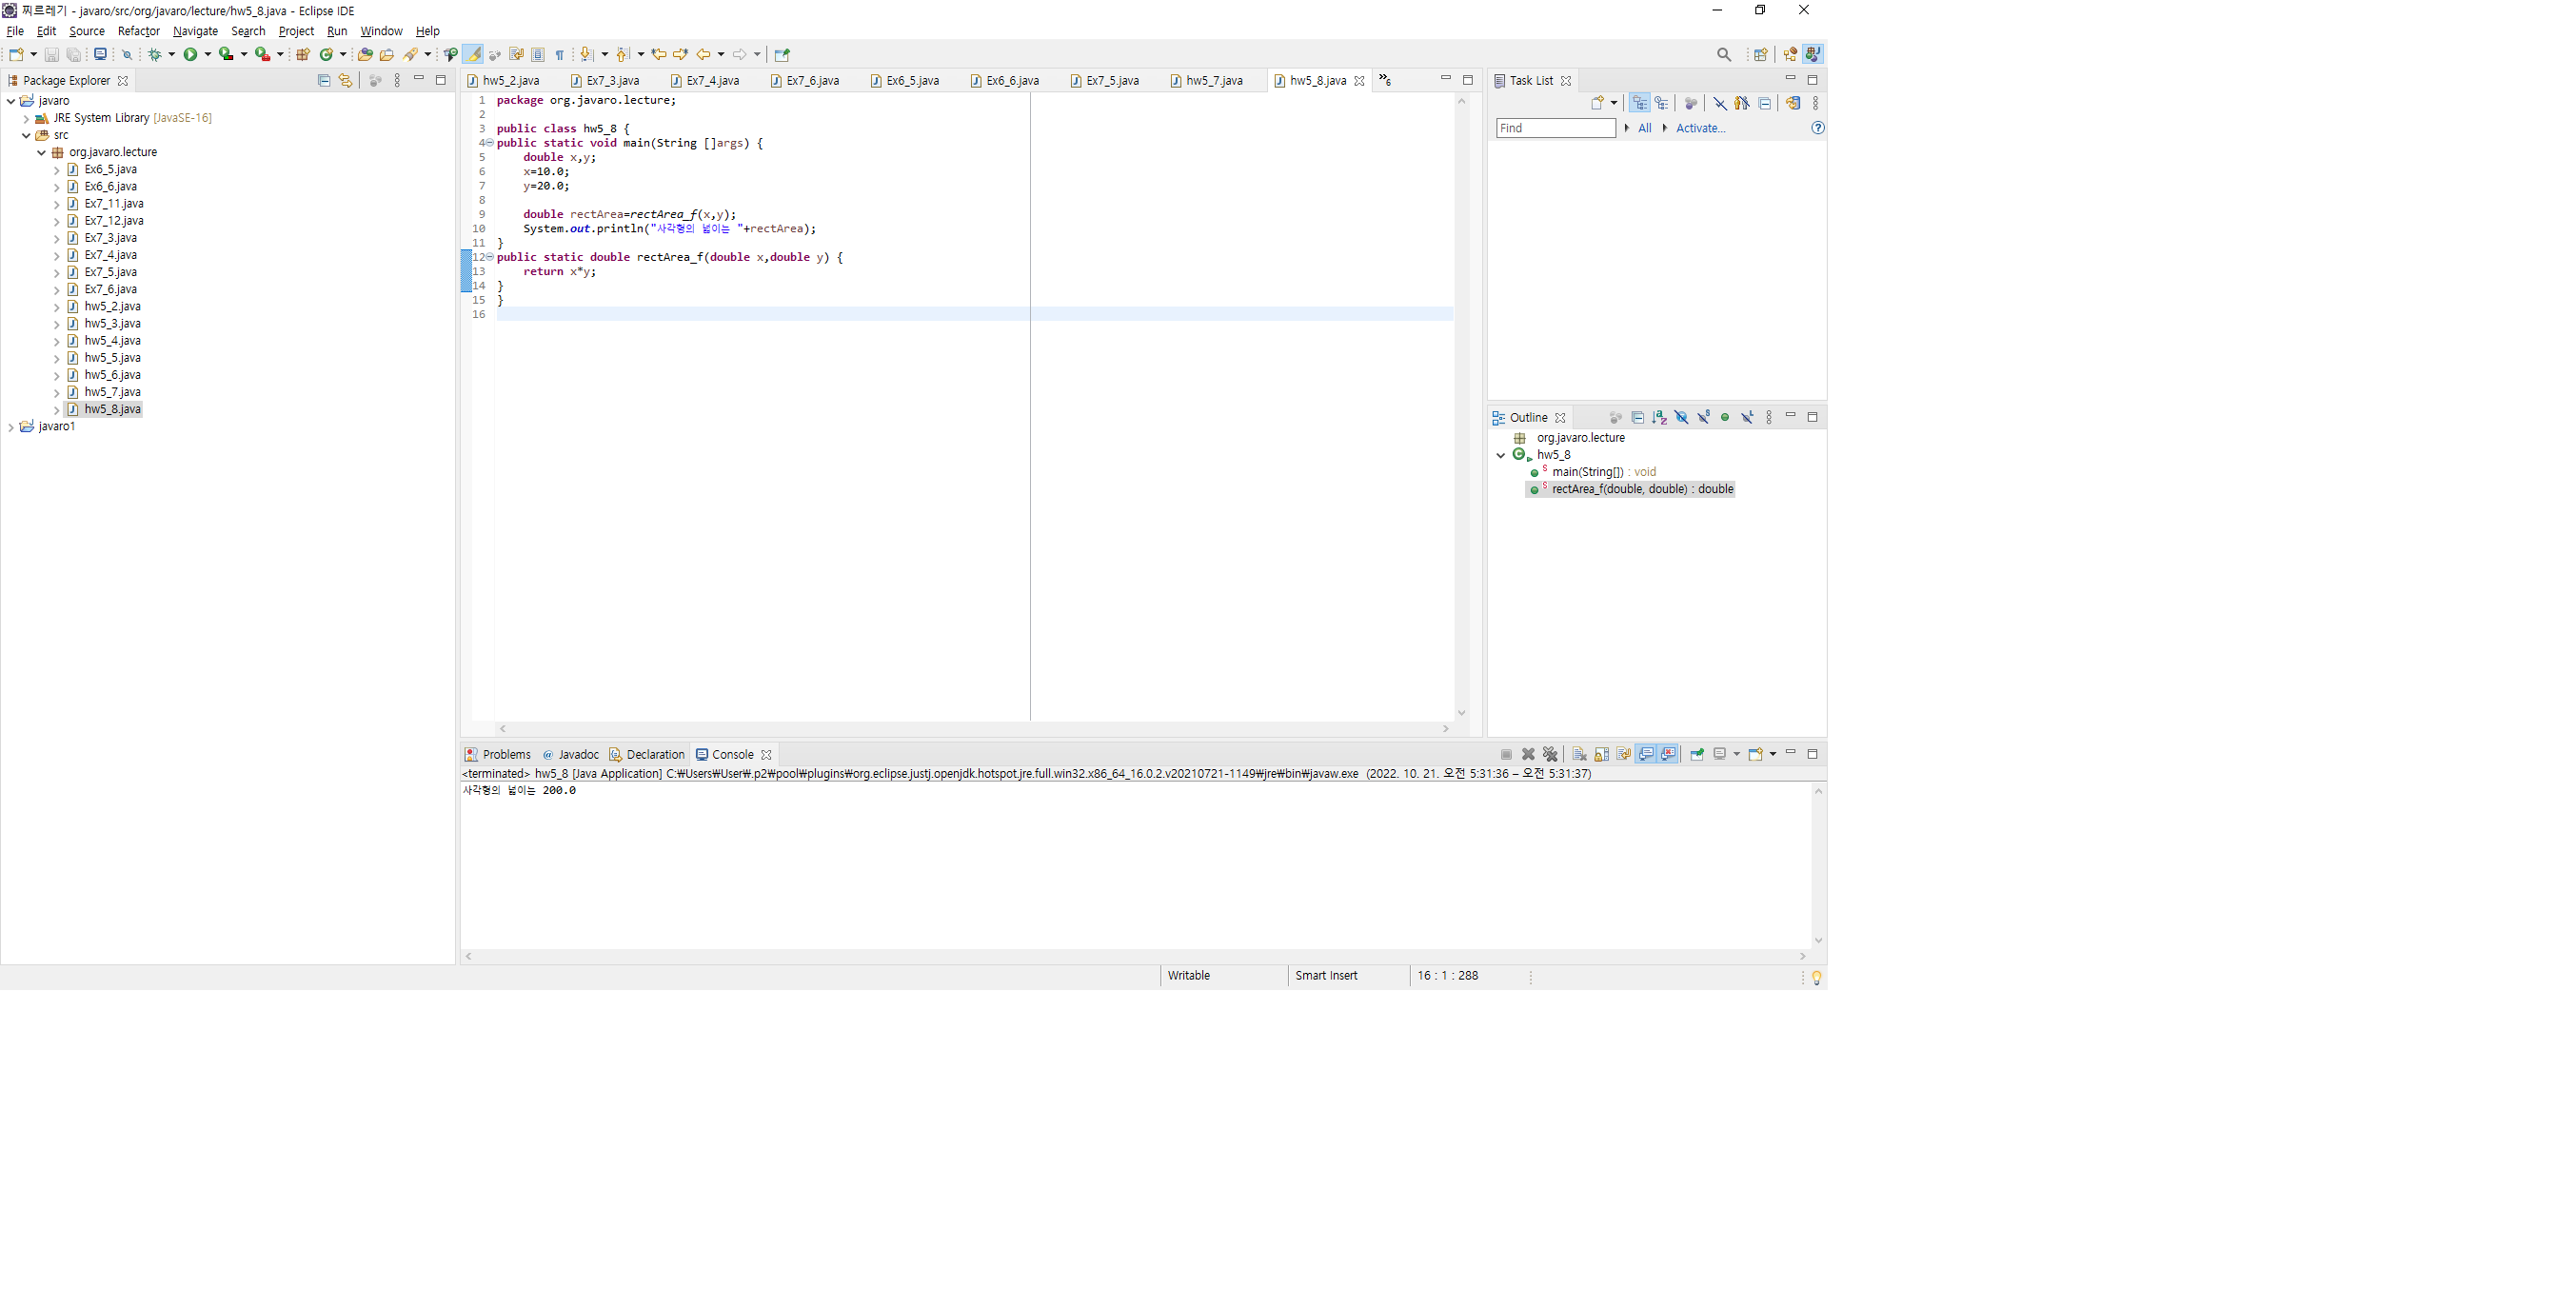 찌르레기 - javaro/src/org/javaro/lecture/hw5_8.java - Eclipse IDE
File Edit Source Refactor Navigate Search Project Run Window Help
Package Explorer
javaro
JRE System Library [JavaSE-16]
src
org.javaro.lecture
Ex6_5.java
Ex6_6.java
Ex7_11.java
Ex7_12.java
Ex7_3.java
Ex7_4.java
Ex7_5.java
Ex7_6.java
hw5_2.java
hw5_3.java
hw5_4.java
hw5_5.java
hw5_6.java
hw5_7.java
hw5_8.java
javaro1
hw5_2.java Ex7_3.java Ex7_4.java Ex7_6.java Ex6_5.java Ex6_6.java Ex7_5.java hw5_7.java hw5_8.java »6
1 package org.javaro.lecture;
2
3 public class hw5_8 {
4 public static void main(String []args) {
5 double x,y;
6 x=10.0;
7 y=20.0;
8
9 double rectArea=rectArea_f(x,y);
10 System.out.println("사각형의 넓이는 "+rectArea);
11 }
12 public static double rectArea_f(double x,double y) {
13 return x*y;
14 }
15 }
16
Task List
Find All Activate...
Outline
org.javaro.lecture
hw5_8
main(String[]) : void
rectArea_f(double, double) : double
Problems @ Javadoc Declaration Console
<terminated> hw5_8 [Java Application] C:₩Users₩User₩.p2₩pool₩plugins₩org.eclipse.justj.openjdk.hotspot.jre.full.win32.x86_64_16.0.2.v20210721-1149₩jre₩bin₩javaw.exe (2022. 10. 21. 오전 5:31:36 – 오전 5:31:37)
사각형의 넓이는 200.0
Writable Smart Insert 16 : 1 : 288